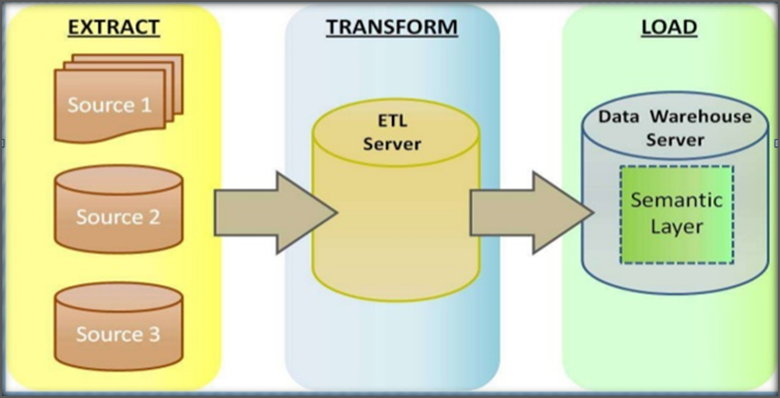 EXTRACT
Source 1
Source 2
Source 3
TRANSFORM
ETL
Server
LOAD
Data Warehouse
Server
Semantic
Layer